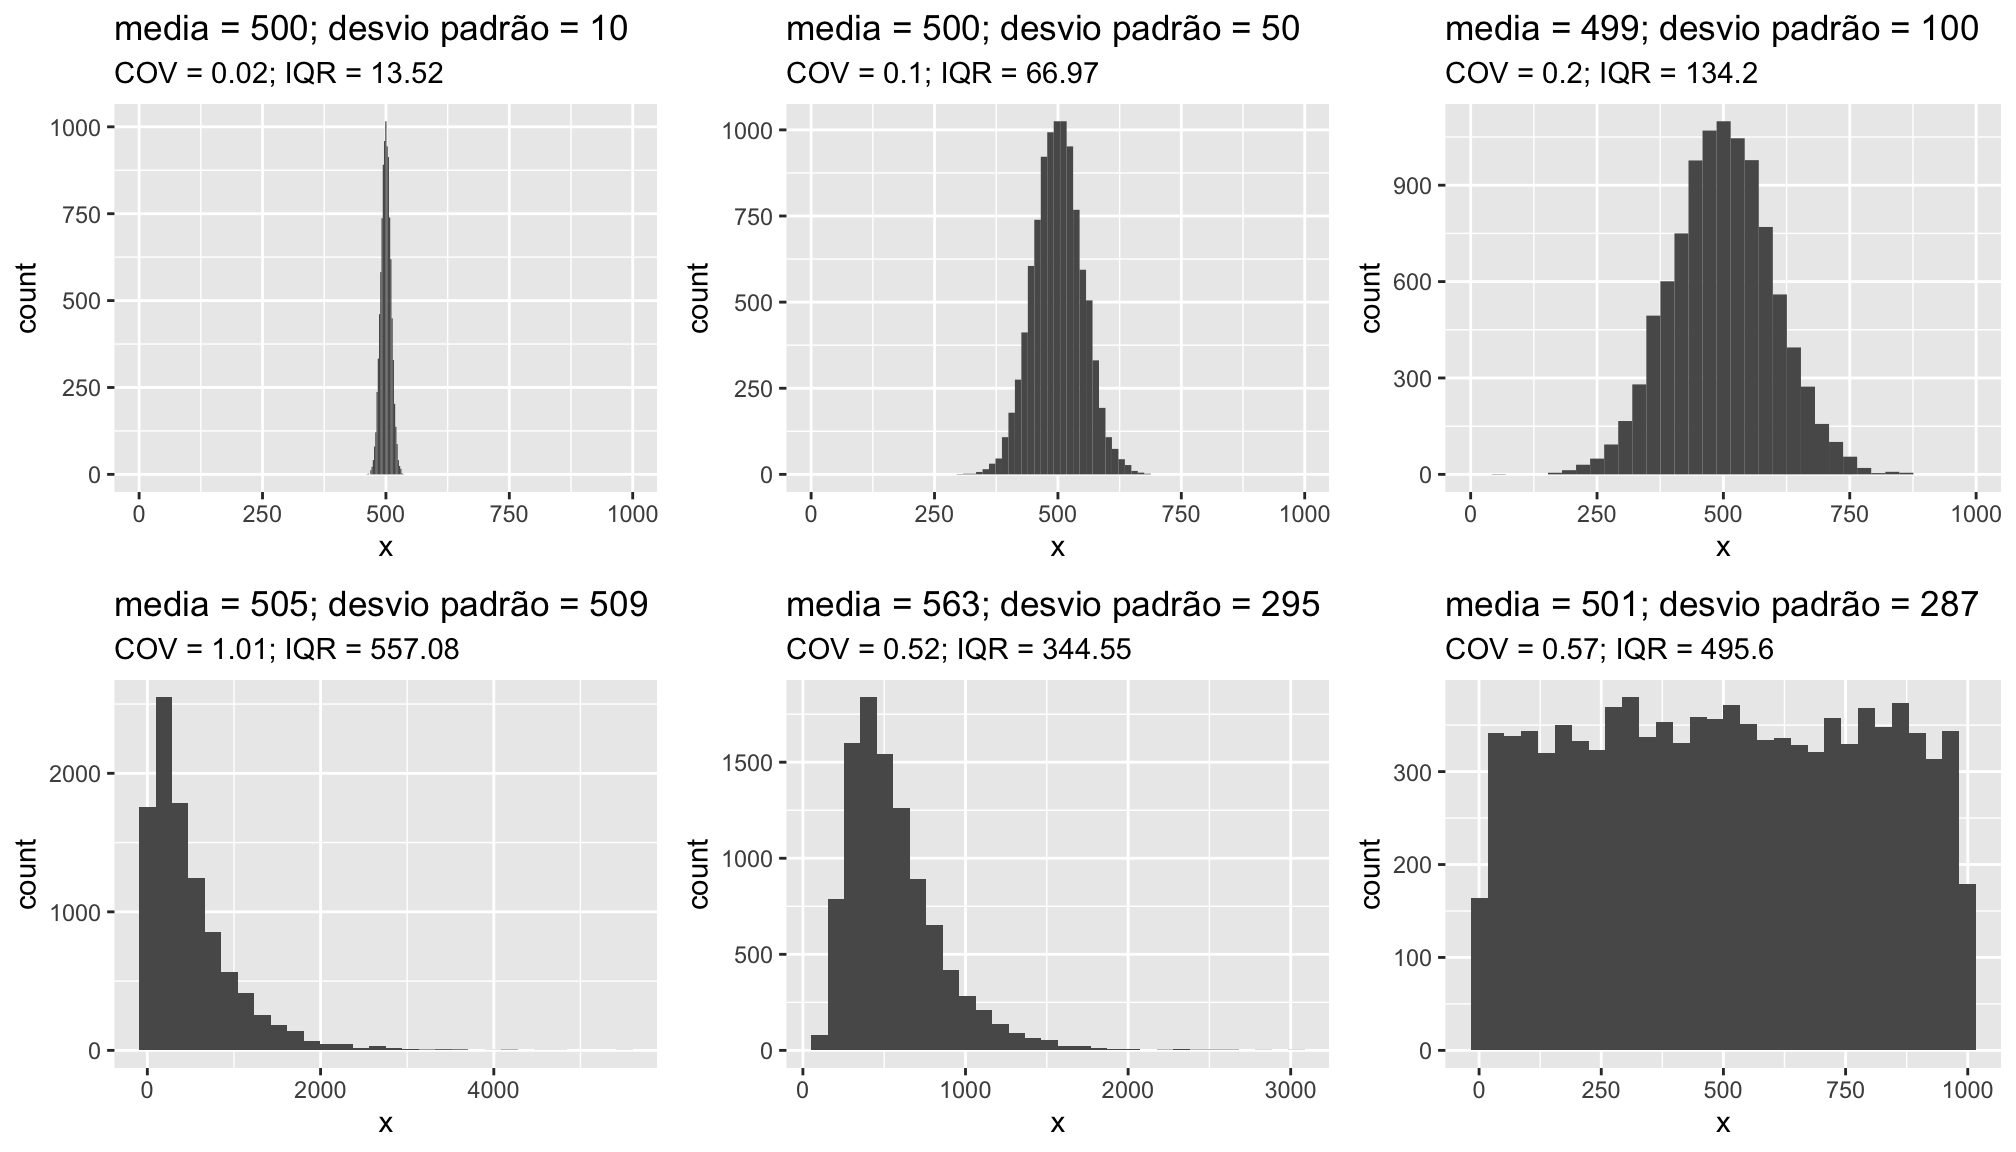 media = 500; desvio padrão = 10
COV = 0.02; IQR = 13.52
1000
750
500
250
0
count
0 250 500 750 1000
x
media = 500; desvio padrão = 50
COV = 0.1; IQR = 66.97
1000
750
500
250
0
count
0 250 500 750 1000
x
media = 499; desvio padrão = 100
COV = 0.2; IQR = 134.2
900
600
300
0
count
0 250 500 750 1000
x
media = 505; desvio padrão = 509
COV = 1.01; IQR = 557.08
2000
1000
0
count
0 2000 4000
x
media = 563; desvio padrão = 295
COV = 0.52; IQR = 344.55
1500
1000
500
0
count
0 1000 2000 3000
x
media = 501; desvio padrão = 287
COV = 0.57; IQR = 495.6
300
200
100
0
count
0 250 500 750 1000
x